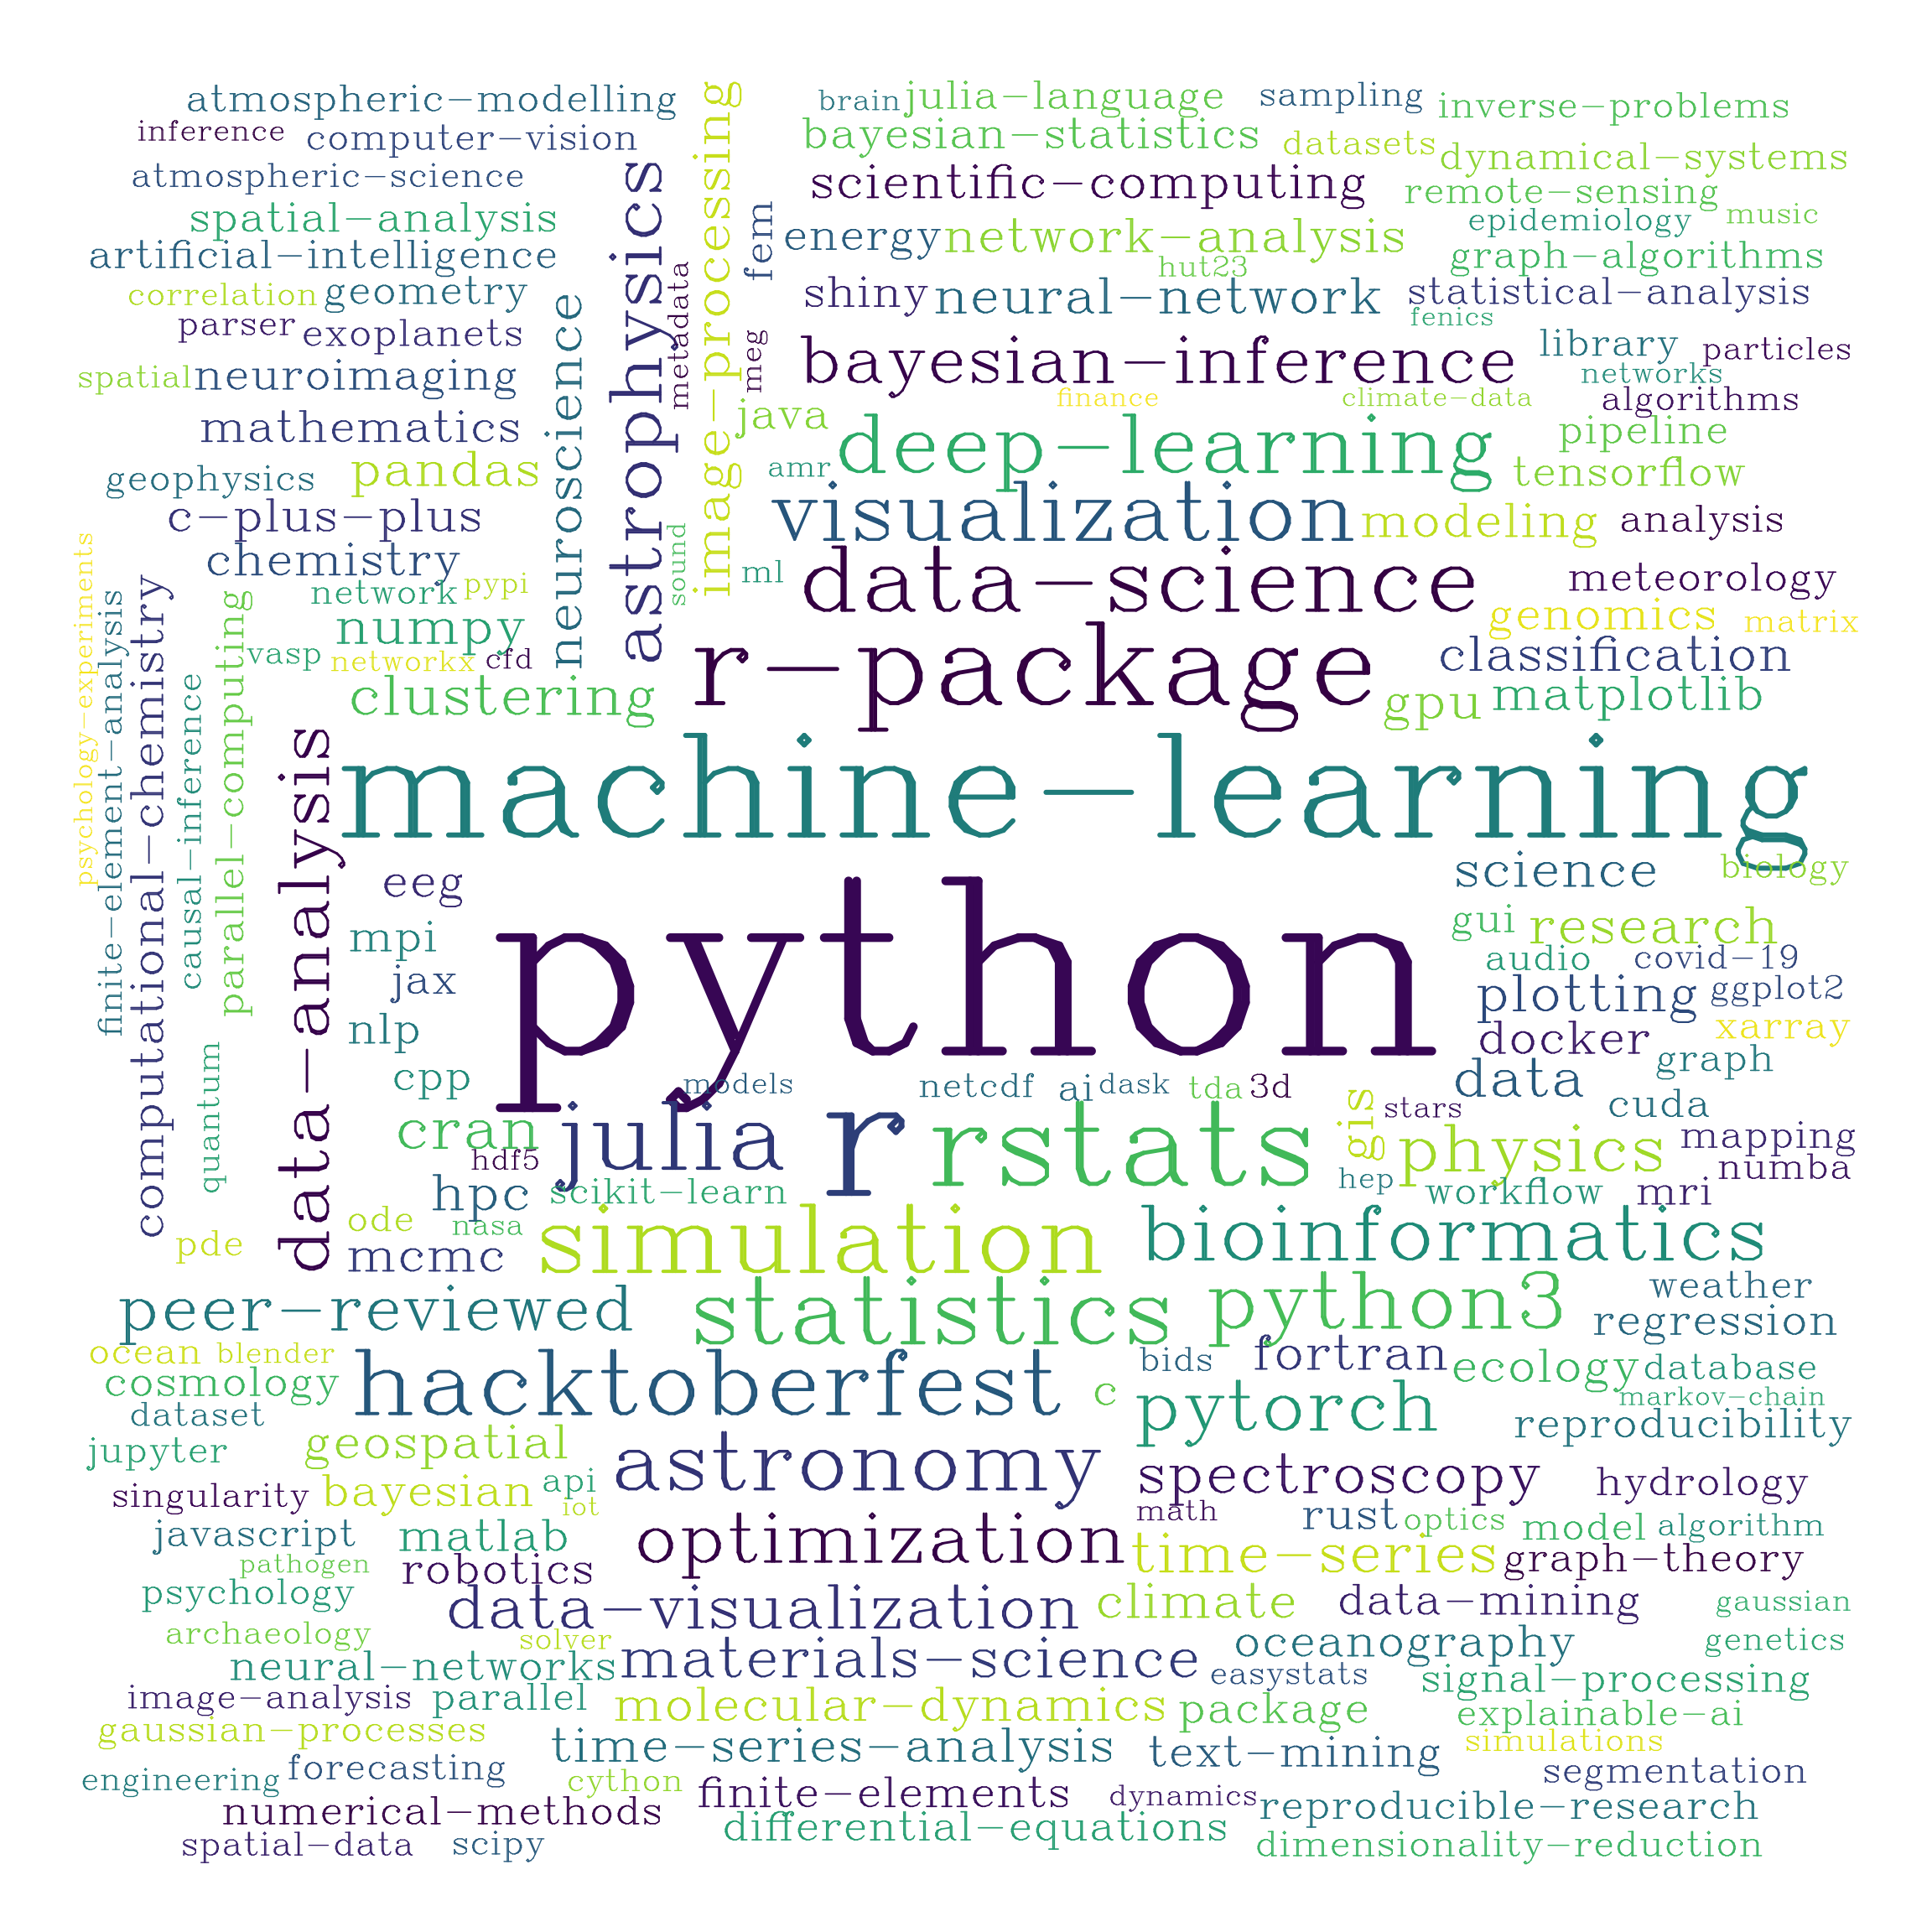 atmospheric-modelling
brain
julia-language
sampling
inverse-problems
inference
computer-vision
bayesian-statistics
datasets
dynamical-systems
atmospheric-science
scientific-computing
remote-sensing
spatial-analysis
astrophysics
image-processing
fem
energy
network-analysis
epidemiology
music
artificial-intelligence
hut23
graph-algorithms
correlation
geometry
neuroscience
metadata
shiny
neural-network
statistical-analysis
parser
exoplanets
meg
fenics
spatial
neuroimaging
bayesian-inference
library
particles
networks
mathematics
java
finance
climate-data
algorithms
geophysics
pandas
amr
deep-learning
pipeline
tensorflow
c-plus-plus
visualization
modeling
analysis
chemistry
sound
ml
data-science
meteorology
psychology-experiments
finite-element-analysis
computational-chemistry
causal-inference
parallel-computing
network
pypi
numpy
genomics
matrix
vasp
networkx
cfd
r-package
classification
clustering
gpu
matplotlib
data-analysis
machine-learning
eeg
science
biology
mpi
python
gui
research
jax
audio
covid-19
plotting
ggplot2
nlp
docker
xarray
quantum
cpp
models
netcdf
ai
dask
tda
3d
data
graph
cran
julia
r
rstats
gis
stars
cuda
hdf5
physics
mapping
hpc
scikit-learn
hep
workflow
mri
numba
pde
ode
nasa
simulation
bioinformatics
mcmc
peer-reviewed
statistics
python3
weather
regression
ocean
blender
bids
fortran
ecology
database
cosmology
hacktoberfest
c
pytorch
markov-chain
dataset
reproducibility
jupyter
geospatial
astronomy
singularity
bayesian
api
iot
spectroscopy
hydrology
math
javascript
matlab
optimization
rust
optics
model
algorithm
pathogen
robotics
time-series
graph-theory
psychology
data-visualization
climate
data-mining
gaussian
archaeology
solver
oceanography
genetics
neural-networks
materials-science
easystats
signal-processing
image-analysis
parallel
molecular-dynamics
package
explainable-ai
gaussian-processes
time-series-analysis
text-mining
simulations
engineering
forecasting
cython
finite-elements
dynamics
segmentation
numerical-methods
differential-equations
reproducible-research
spatial-data
scipy
dimensionality-reduction